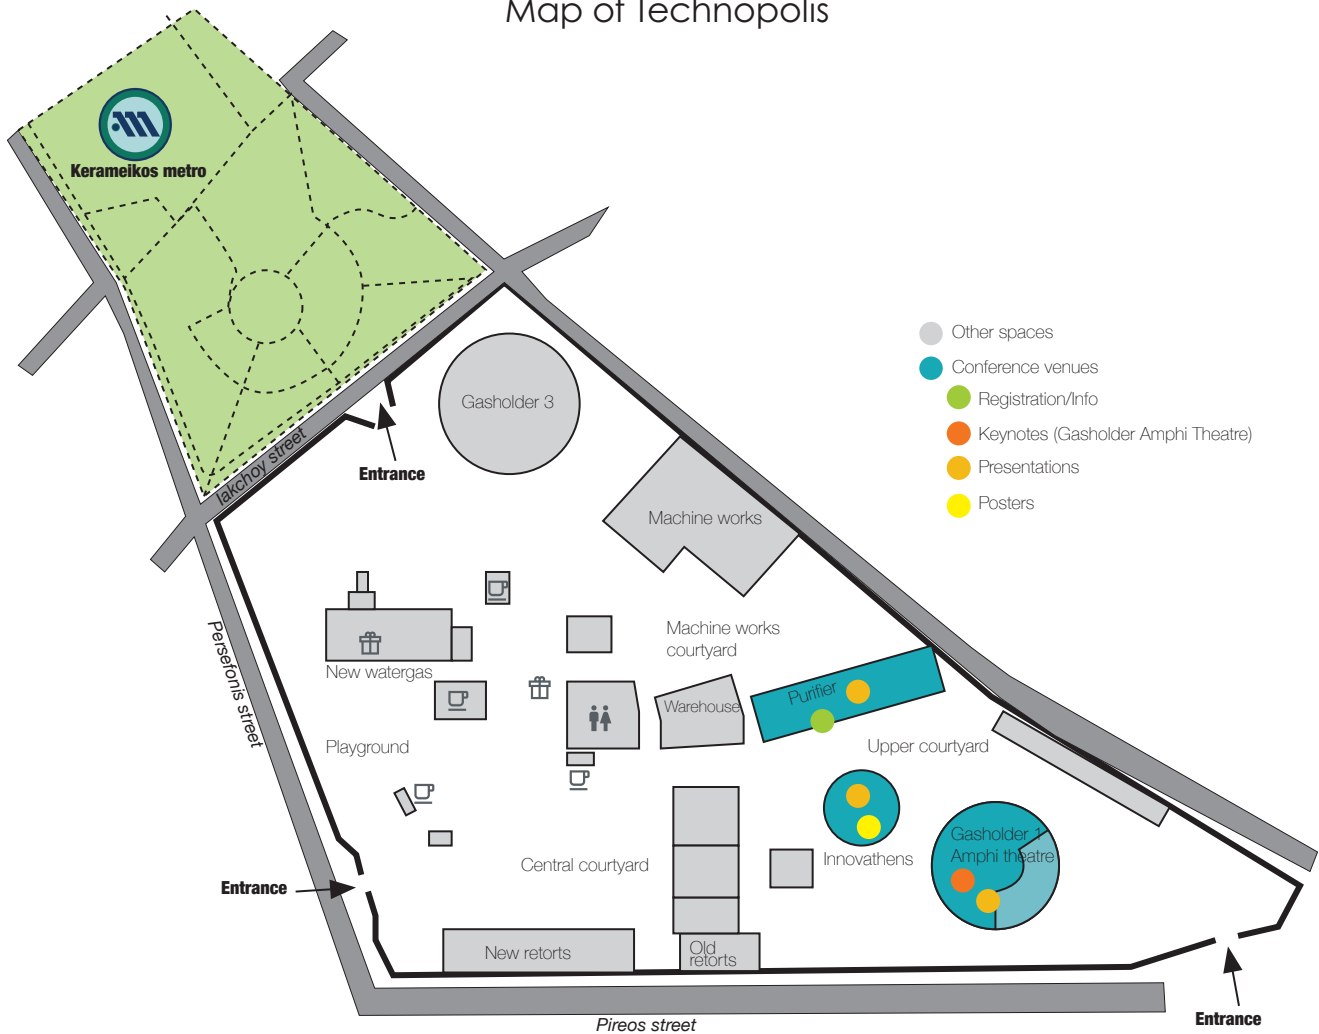 Map of Technopolis
Kerameikos metro
Other spaces
Conference venues
Registration/Info
Keynotes (Gasholder Amphi Theatre)
Presentations
Posters
Gasholder 3
Iakchoy street
Entrance
Machine works
Machine works
courtyard
New watergas
Persefonis street
Purifier
Warehouse
Playground
Upper courtyard
Gasholder 1
Amphi theatre
Innovathens
Central courtyard
Entrance
New retorts
Old
retorts
Entrance
Pireos street